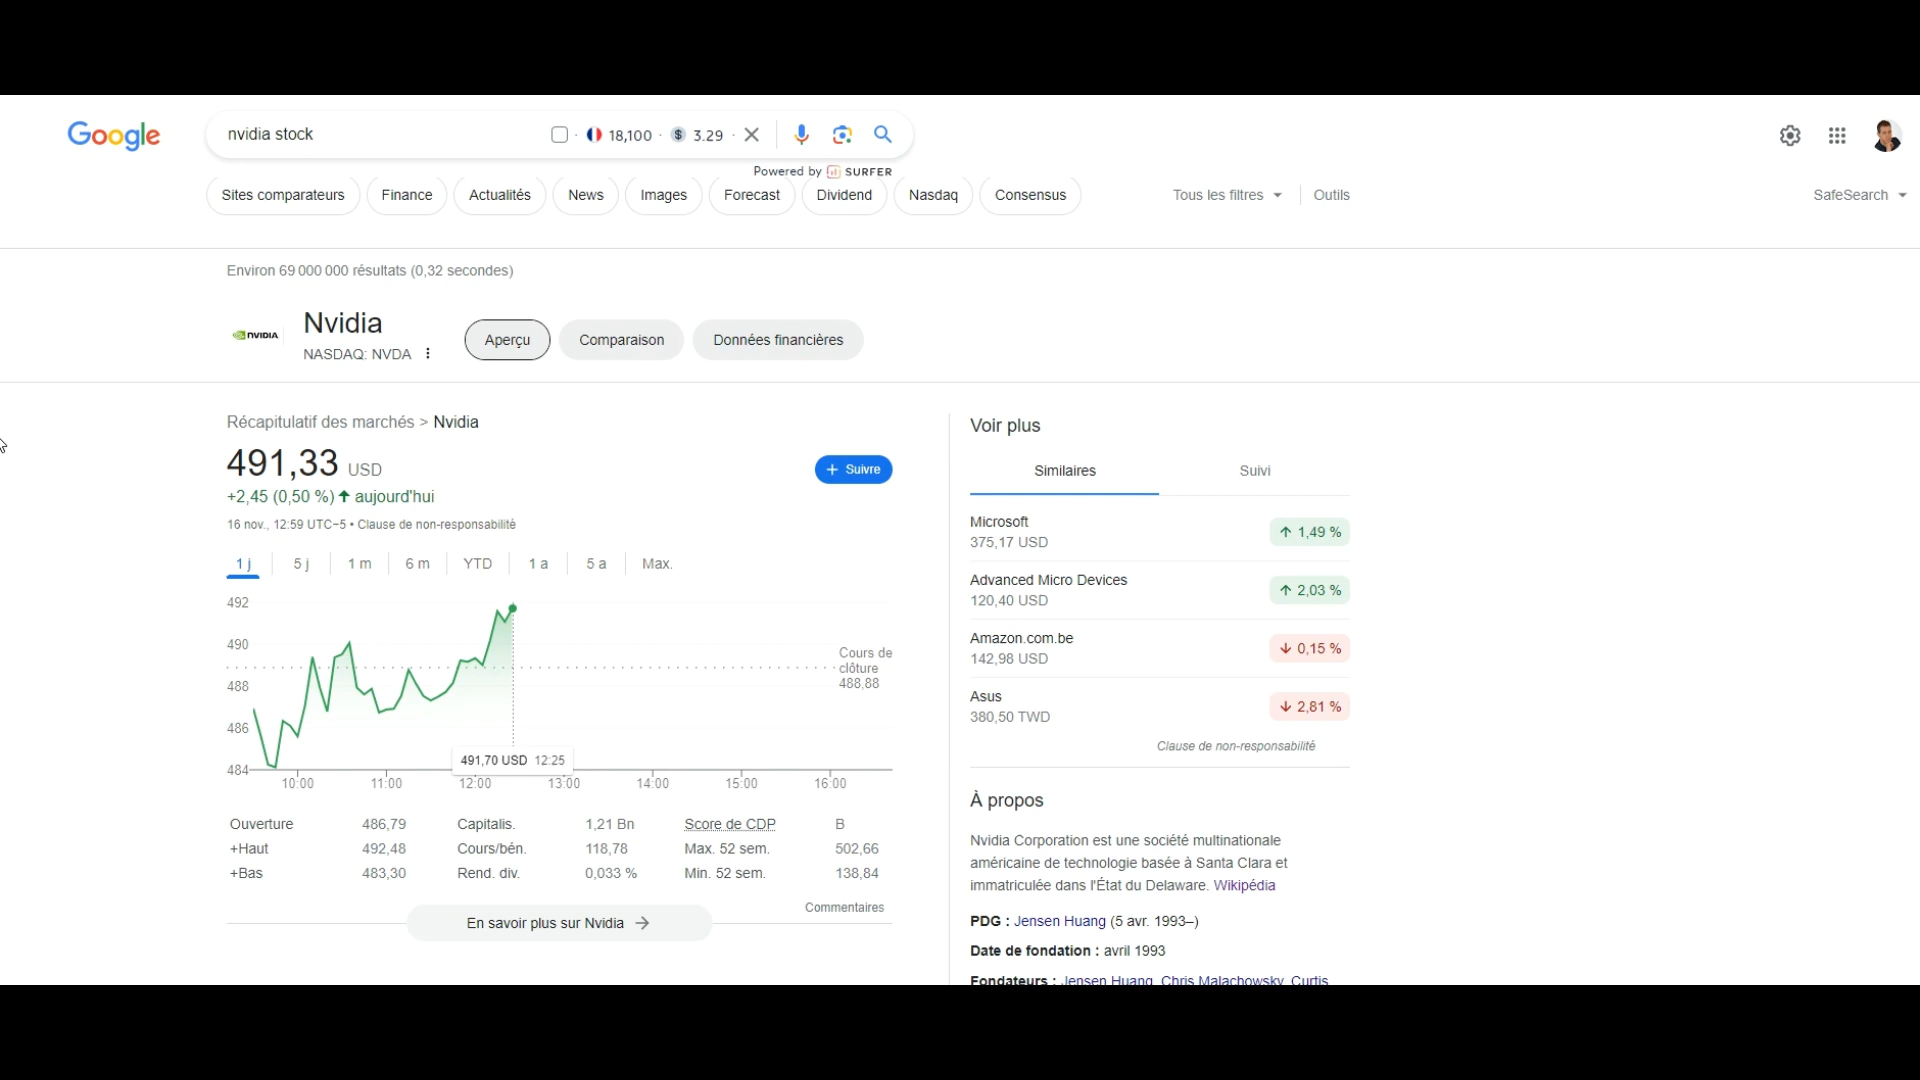 Google
nvidia stock
18,100 · 3.29 ·
Powered by SURFER
Sites comparateurs Finance Actualités News Images Forecast Dividend Nasdaq Consensus Tous les filtres Outils SafeSearch
Environ 69 000 000 résultats (0,32 secondes)
NVIDIA
Nvidia
NASDAQ: NVDA
Aperçu Comparaison Données financières
Récapitulatif des marchés > Nvidia
491,33 USD
+ Suivre
+2,45 (0,50 %) ↑ aujourd'hui
16 nov., 12:59 UTC−5 • Clause de non-responsabilité
1 j 5 j 1 m 6 m YTD 1 a 5 a Max.
492
490
488
486
484
Cours de
clôture
488,88
491,70 USD 12:25
10:00 11:00 12:00 13:00 14:00 15:00 16:00
Ouverture 486,79 Capitalis. 1,21 Bn Score de CDP B
+Haut 492,48 Cours/bén. 118,78 Max. 52 sem. 502,66
+Bas 483,30 Rend. div. 0,033 % Min. 52 sem. 138,84
Commentaires
En savoir plus sur Nvidia →
Voir plus
Similaires Suivi
Microsoft
375,17 USD
↑ 1,49 %
Advanced Micro Devices
120,40 USD
↑ 2,03 %
Amazon.com.be
142,98 USD
↓ 0,15 %
Asus
380,50 TWD
↓ 2,81 %
Clause de non-responsabilité
À propos
Nvidia Corporation est une société multinationale
américaine de technologie basée à Santa Clara et
immatriculée dans l'État du Delaware. Wikipédia
PDG : Jensen Huang (5 avr. 1993–)
Date de fondation : avril 1993
Fondateurs : Jensen Huang, Chris Malachowsky, Curtis